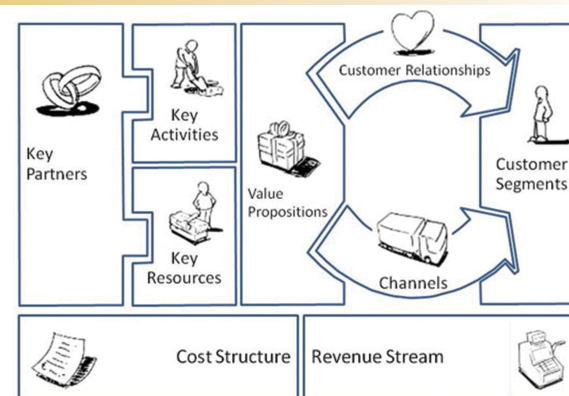 Key
Partners
Key
Activities
Key
Resources
Value
Propositions
Customer Relationships
Channels
Customer
Segments
Cost Structure
Revenue Stream